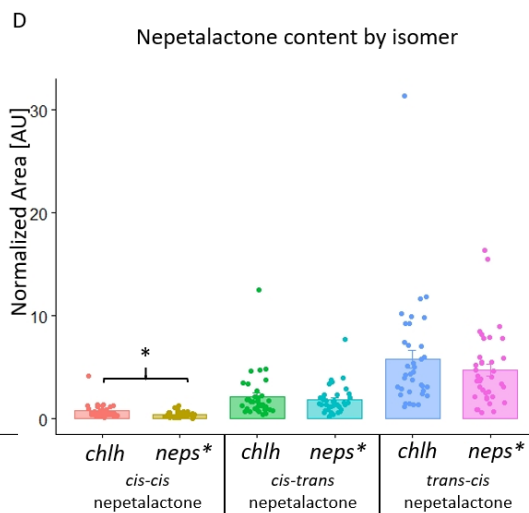 D
Nepetalactone content by isomer
Normalized Area [AU]
30
20
10
0
*
chlh neps* chlh neps* chlh neps*
cis-cis cis-trans trans-cis
nepetalactone nepetalactone nepetalactone